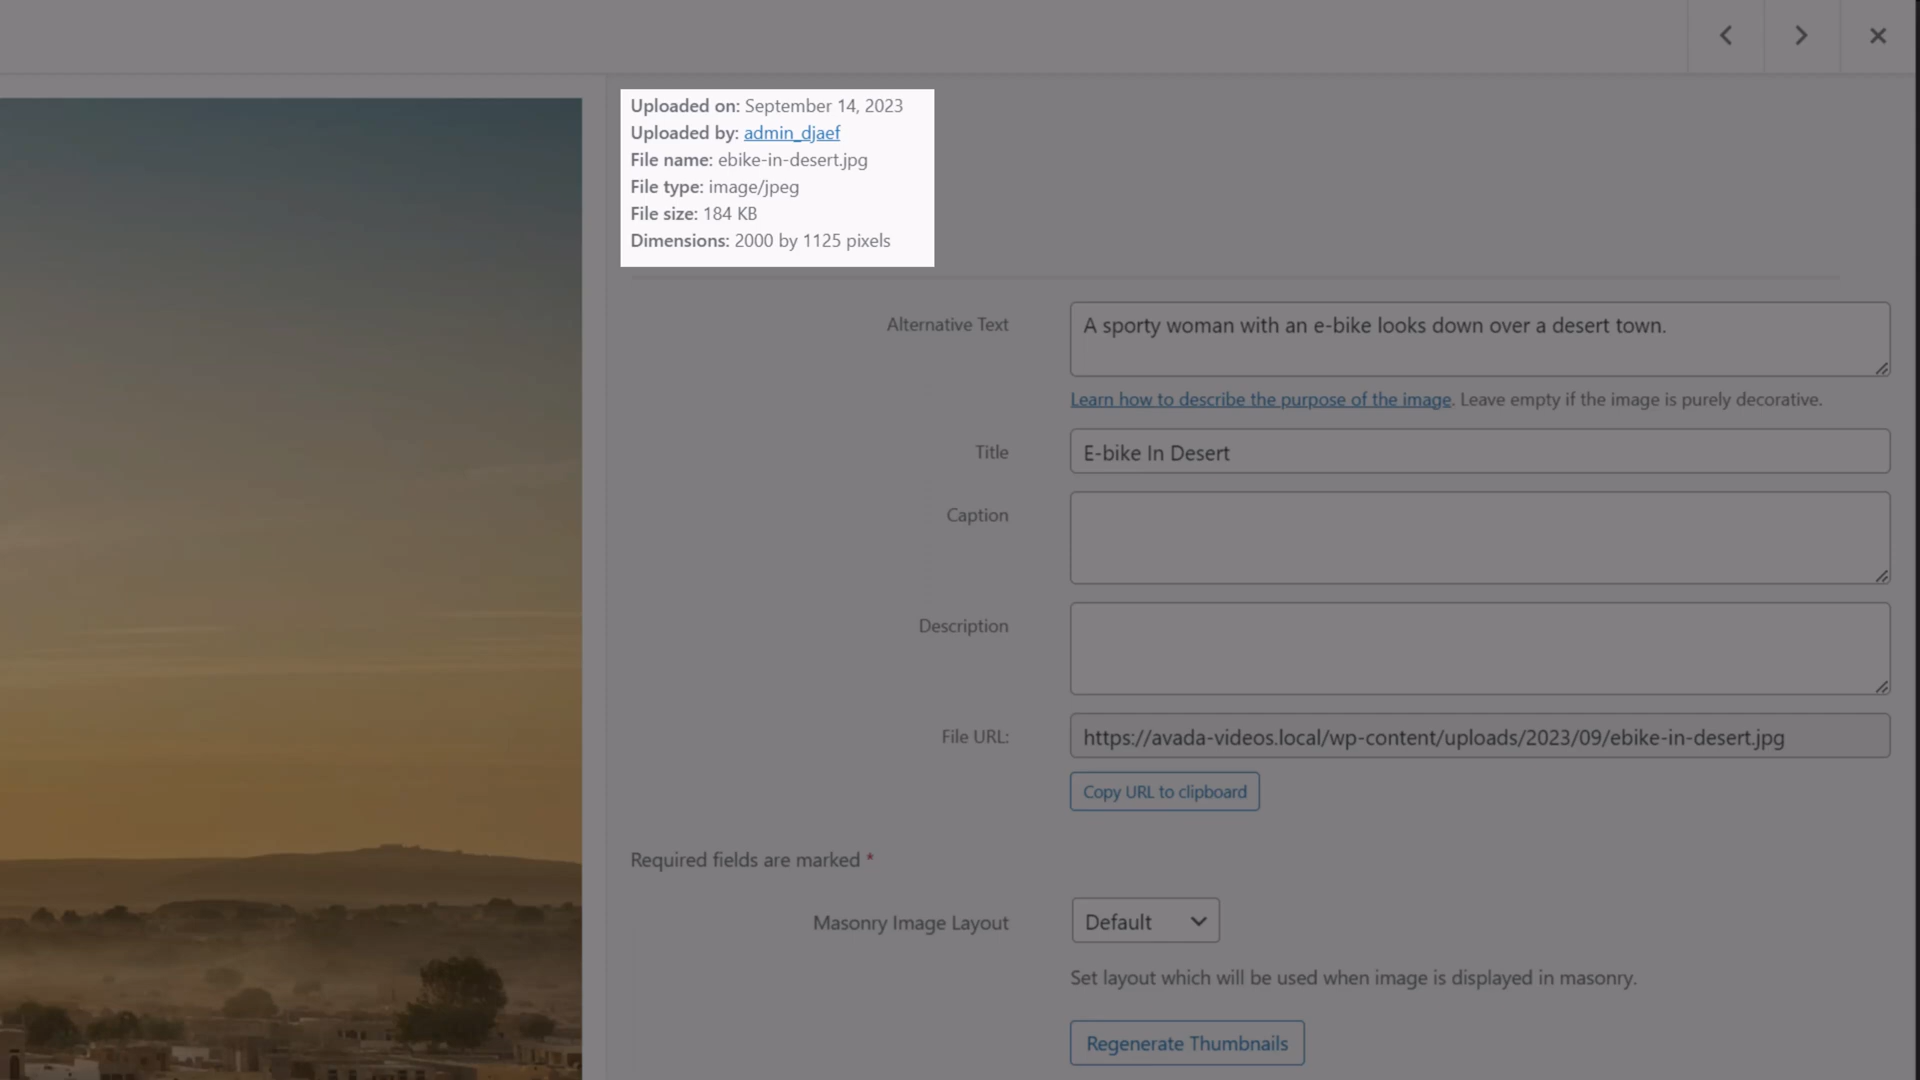 Uploaded on: September 14, 2023
Uploaded by: admin_djaef
File name: ebike-in-desert.jpg
File type: image/jpeg
File size: 184 KB
Dimensions: 2000 by 1125 pixels
Alternative Text
A sporty woman with an e-bike looks down over a desert town.
Learn how to describe the purpose of the image. Leave empty if the image is purely decorative.
Title
E-bike In Desert
Caption
Description
File URL:
https://avada-videos.local/wp-content/uploads/2023/09/ebike-in-desert.jpg
Copy URL to clipboard
Required fields are marked *
Masonry Image Layout
Default
Set layout which will be used when image is displayed in masonry.
Regenerate Thumbnails